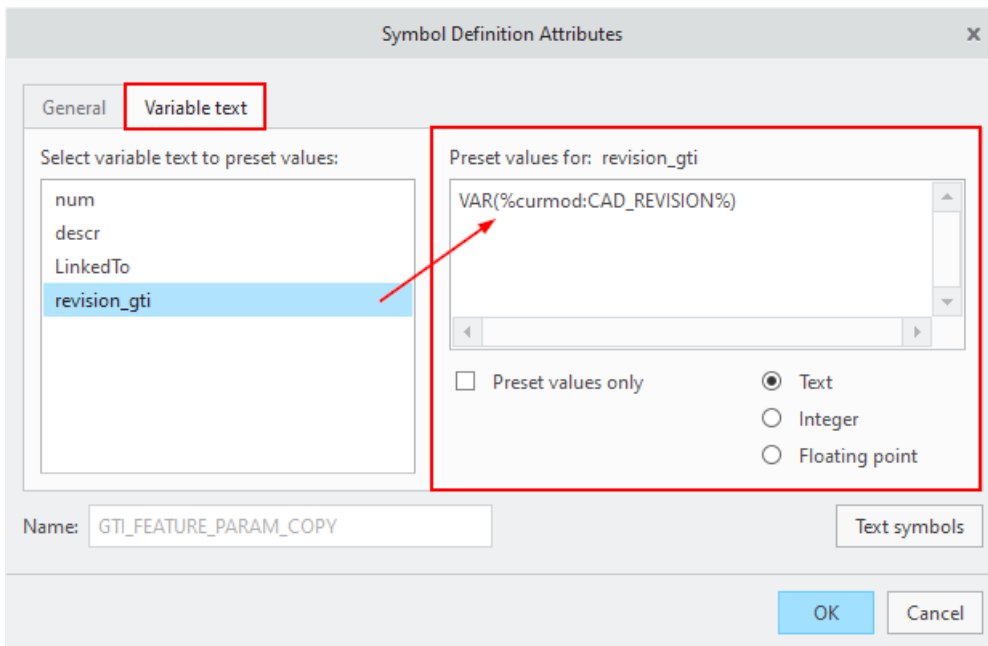 Symbol Definition Attributes x
General Variable text
Select variable text to preset values:
num
descr
LinkedTo
revision_gti
Preset values for: revision_gti
VAR(%curmod:CAD_REVISION%)
Preset values only
Text
Integer
Floating point
Name: GTI_FEATURE_PARAM_COPY
Text symbols
OK Cancel